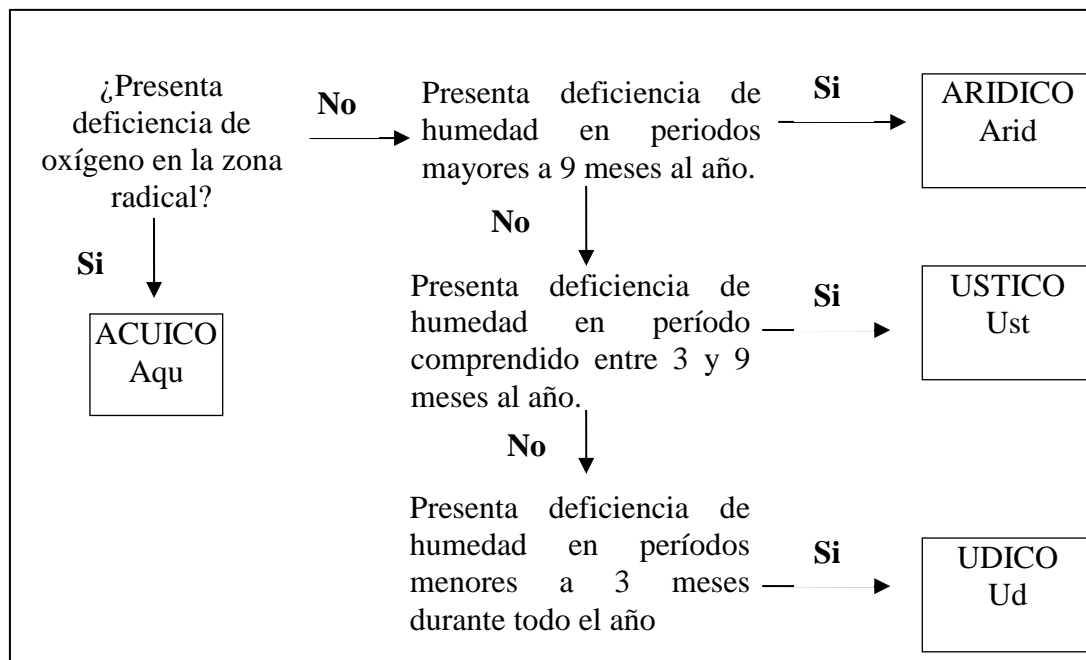 ¿Presenta
deficiencia de
oxígeno en la zona
radical?
No
Presenta deficiencia de
humedad en periodos
mayores a 9 meses al año.
Si
ARIDICO
Arid
No
Si
ACUICO
Aqu
Presenta deficiencia de
humedad en período
comprendido entre 3 y 9
meses al año.
Si
USTICO
Ust
No
Presenta deficiencia de
humedad en períodos
menores a 3 meses
durante todo el año
Si
UDICO
Ud